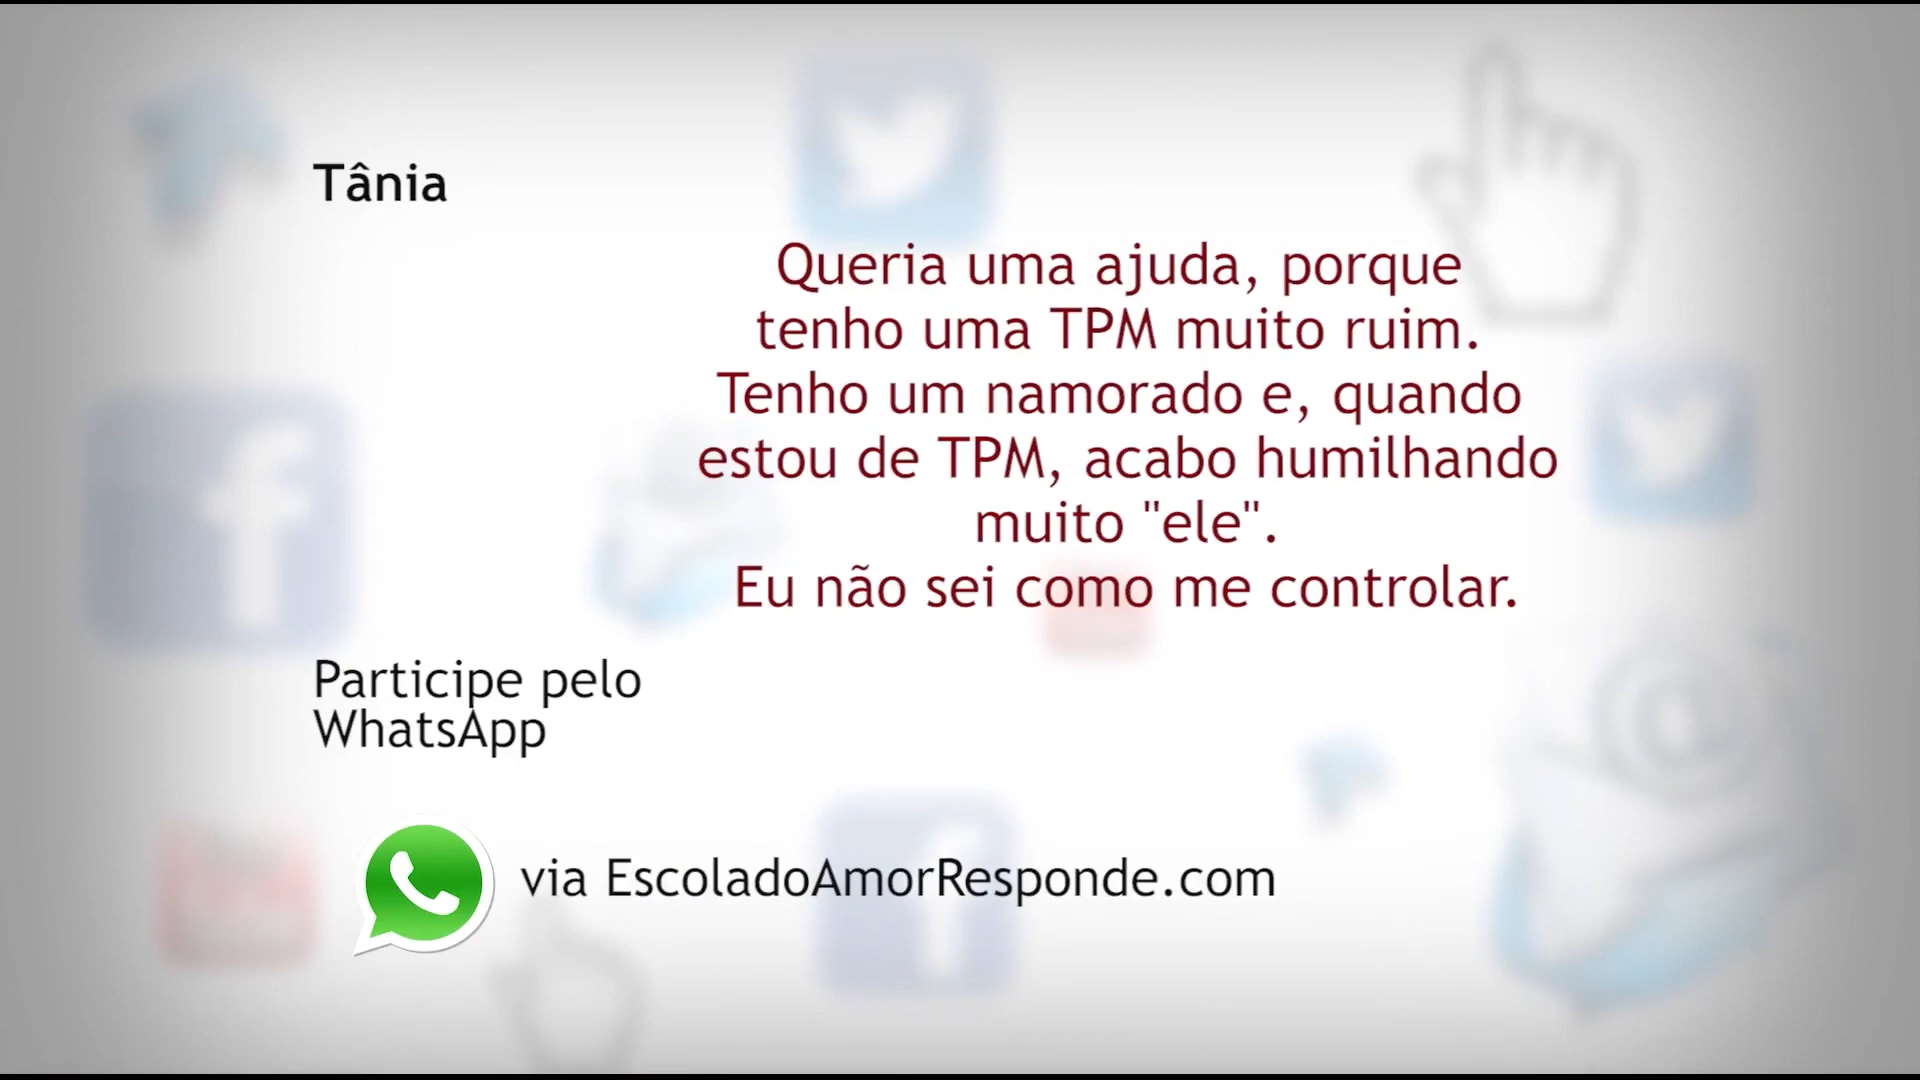 Tânia
Queria uma ajuda, porque
tenho uma TPM muito ruim.
Tenho um namorado e, quando
estou de TPM, acabo humilhando
muito "ele".
Eu não sei como me controlar.
Participe pelo
WhatsApp
via EscoladoAmorResponde.com